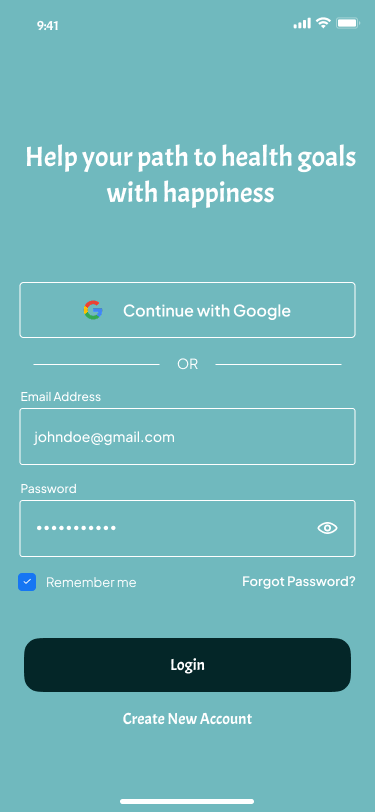 9:41
Help your path to health goals
with happiness
Continue with Google
OR
Email Address
johndoe@gmail.com
Password
•••••••••••
Remember me
Forgot Password?
Login
Create New Account